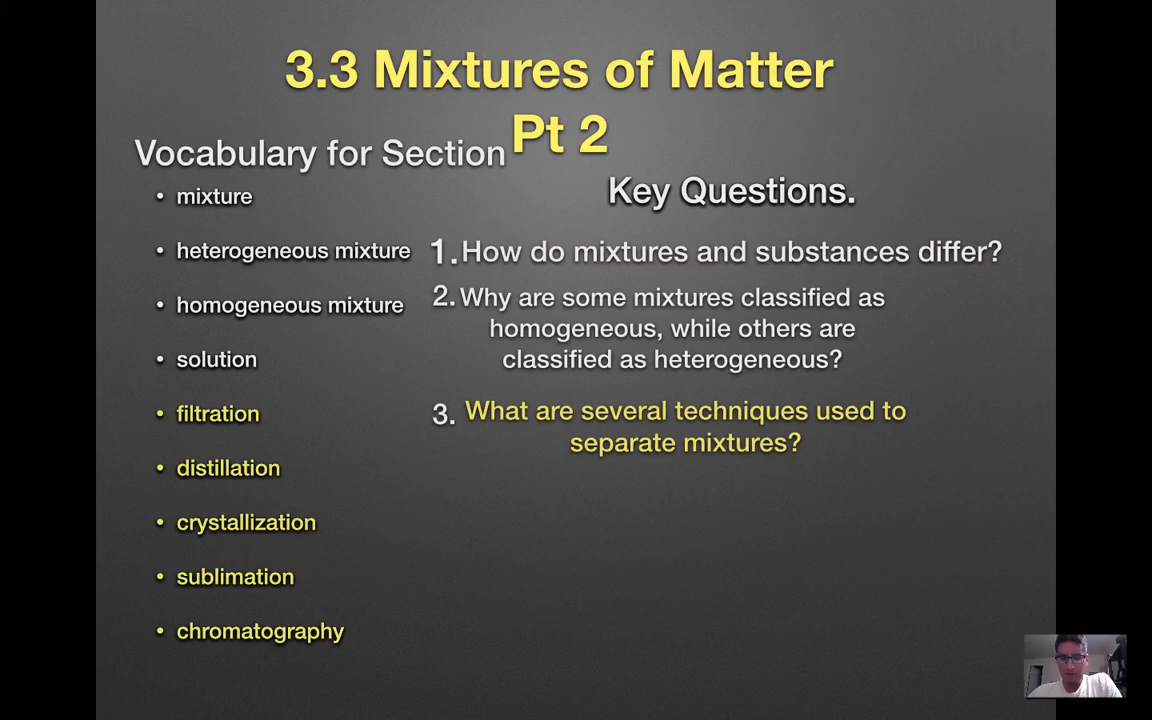 3.3 Mixtures of Matter
Pt 2
Vocabulary for Section
• mixture
• heterogeneous mixture
• homogeneous mixture
• solution
• filtration
• distillation
• crystallization
• sublimation
• chromatography
Key Questions.
1. How do mixtures and substances differ?
2. Why are some mixtures classified as
homogeneous, while others are
classified as heterogeneous?
3. What are several techniques used to
separate mixtures?